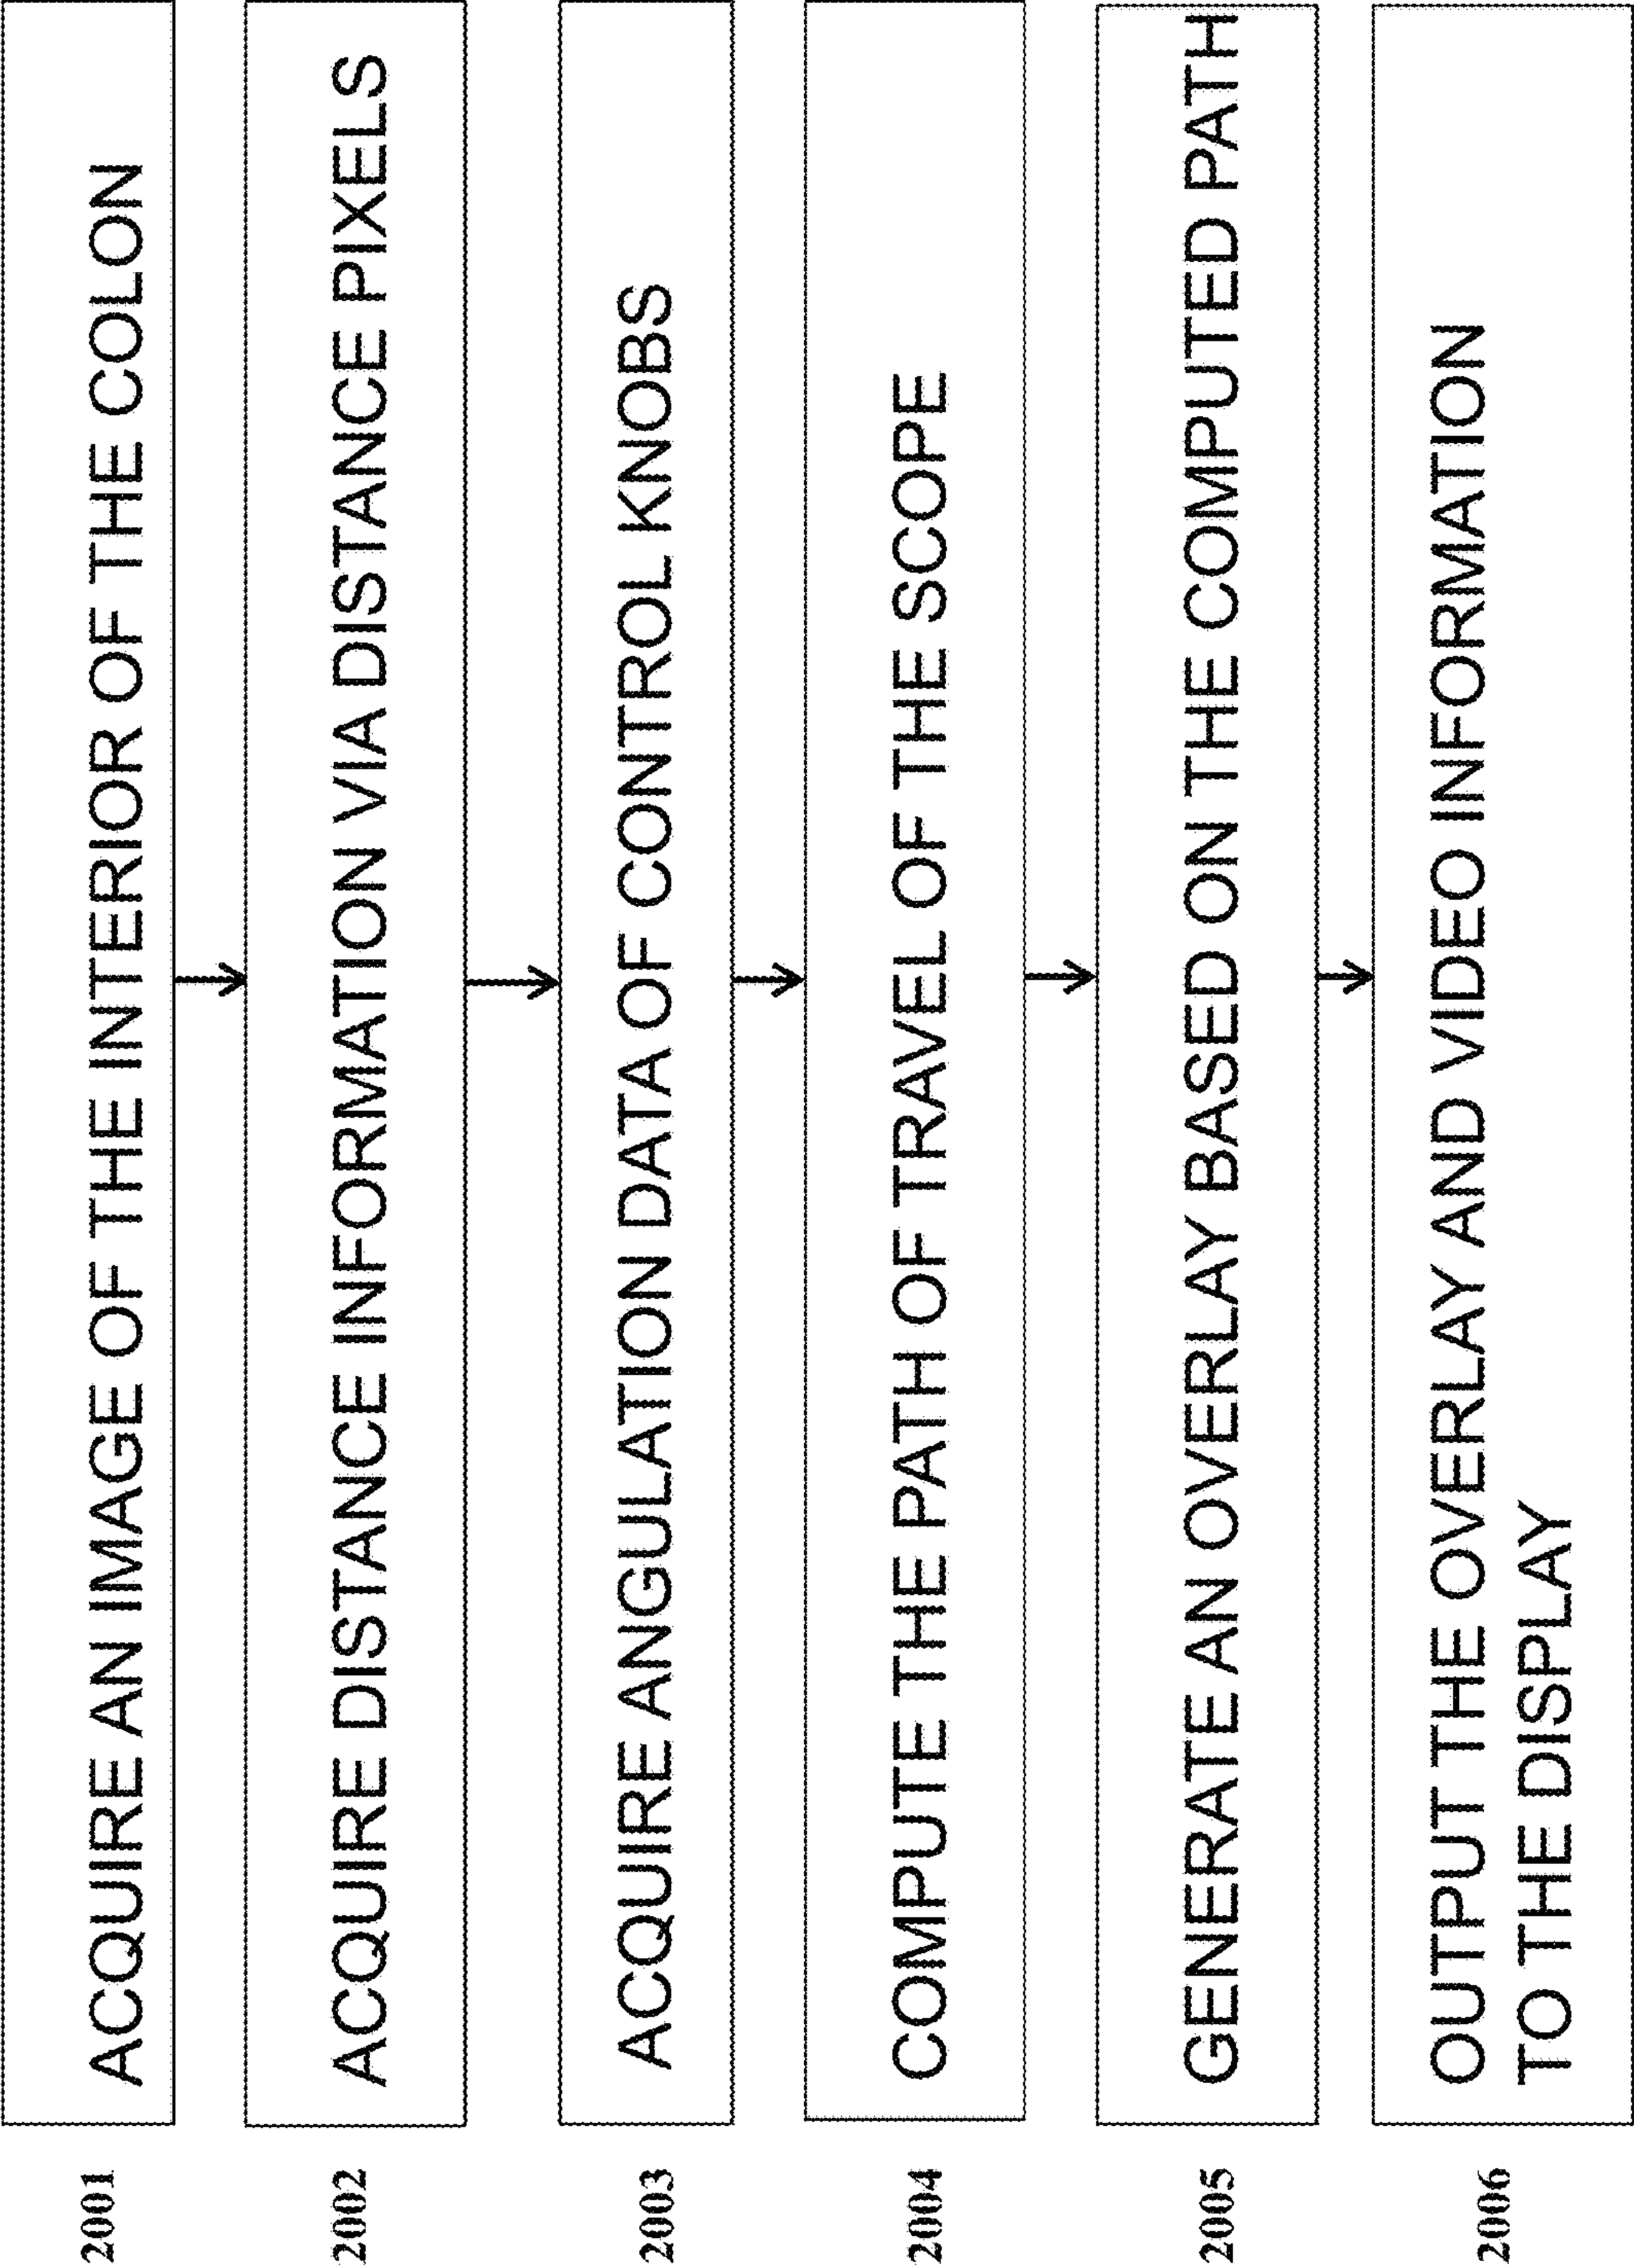 2001 ACQUIRE AN IMAGE OF THE INTERIOR OF THE COLON
2002 ACQUIRE DISTANCE INFORMATION VIA DISTANCE PIXELS
2003 ACQUIRE ANGULATION DATA OF CONTROL KNOBS
2004 COMPUTE THE PATH OF TRAVEL OF THE SCOPE
2005 GENERATE AN OVERLAY BASED ON THE COMPUTED PATH
2006 OUTPUT THE OVERLAY AND VIDEO INFORMATION
TO THE DISPLAY